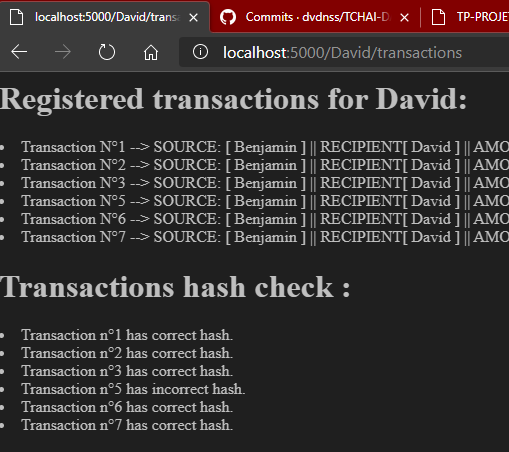 localhost:5000/David/trans
Commits · dvdnss/TCHAI-D
TP-PROJE
localhost:5000/David/transactions
Registered transactions for David:
Transaction N°1 --> SOURCE: [ Benjamin ] || RECIPIENT[ David ] || AMO
Transaction N°2 --> SOURCE: [ Benjamin ] || RECIPIENT[ David ] || AMO
Transaction N°3 --> SOURCE: [ Benjamin ] || RECIPIENT[ David ] || AMO
Transaction N°5 --> SOURCE: [ Benjamin ] || RECIPIENT[ David ] || AMO
Transaction N°6 --> SOURCE: [ Benjamin ] || RECIPIENT[ David ] || AMO
Transaction N°7 --> SOURCE: [ Benjamin ] || RECIPIENT[ David ] || AMO
Transactions hash check :
Transaction n°1 has correct hash.
Transaction n°2 has correct hash.
Transaction n°3 has correct hash.
Transaction n°5 has incorrect hash.
Transaction n°6 has correct hash.
Transaction n°7 has correct hash.